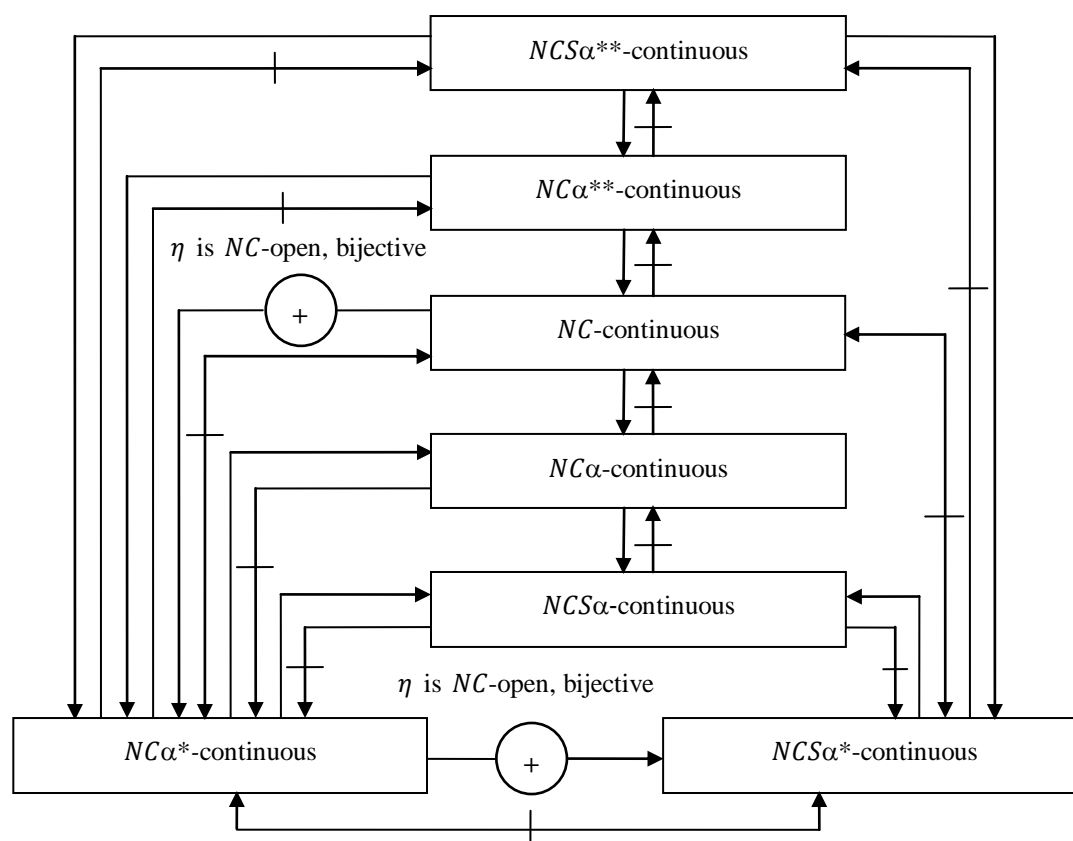 NCSα**-continuous
NCα**-continuous
η is NC-open, bijective
+
NC-continuous
NCα-continuous
NCSα-continuous
η is NC-open, bijective
NCα*-continuous
+
NCSα*-continuous